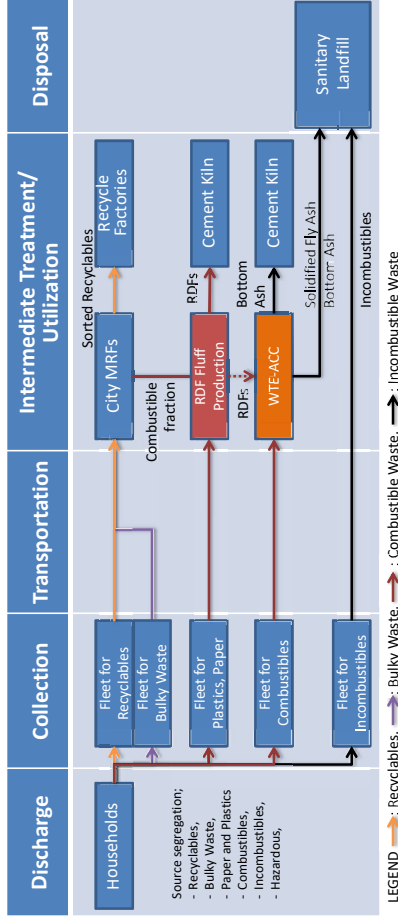 Discharge
Collection
Transportation
Intermediate Treatment/
Utilization
Disposal
Households
Source segregation;
- Recyclables,
- Bulky Waste,
- Paper and Plastics
- Combustibles,
- Incombustibles,
- Hazardous,
Fleet for
Recyclables
Fleet for
Bulky Waste
Fleet for
Plastics, Paper
Fleet for
Combustibles
Fleet for
Incombustibles
City MRFs
Sorted Recyclables
Recycle
Factories
Combustible
fraction
RDF Fluff
Production
RDFs
Cement Kiln
RDFs
WTE-ACC
Bottom
Ash
Cement Kiln
Solidified Fly Ash
Bottom Ash
Incombustibles
Sanitary
Landfill
LEGEND : Recyclables, : Bulky Waste, : Combustible Waste, : Incombustible Waste